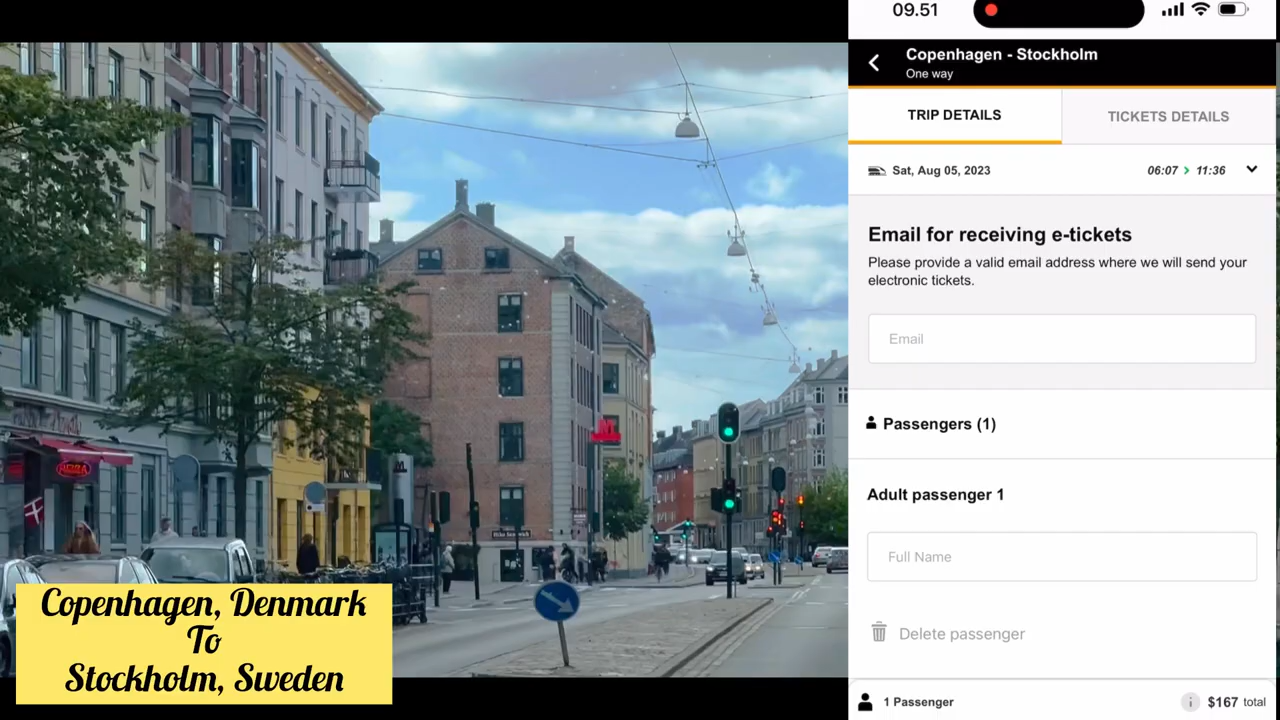 PIZZA
M
Copenhagen, Denmark
To
Stockholm, Sweden
09.51
Copenhagen - Stockholm
One way
TRIP DETAILS
TICKETS DETAILS
Sat, Aug 05, 2023
06:07 > 11:36
Email for receiving e-tickets
Please provide a valid email address where we will send your
electronic tickets.
Email
Passengers (1)
Adult passenger 1
Full Name
Delete passenger
1 Passenger
i
$167 total